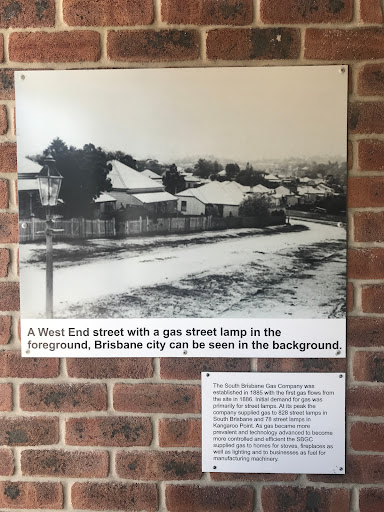 A West End street with a gas street lamp in the
foreground, Brisbane city can be seen in the background.
The South Brisbane Gas Company was
established in 1885 with the first gas flows from
the site in 1886. Initial demand for gas was
primarily for street lamps. At its peak the
company supplied gas to 828 street lamps in
South Brisbane and 78 street lamps in
Kangaroo Point. As gas became more
prevalent and technology advanced to become
more controlled and efficient the SBGC
supplied gas to homes for stoves, fireplaces as
well as lighting and to businesses as fuel for
manufacturing machinery.